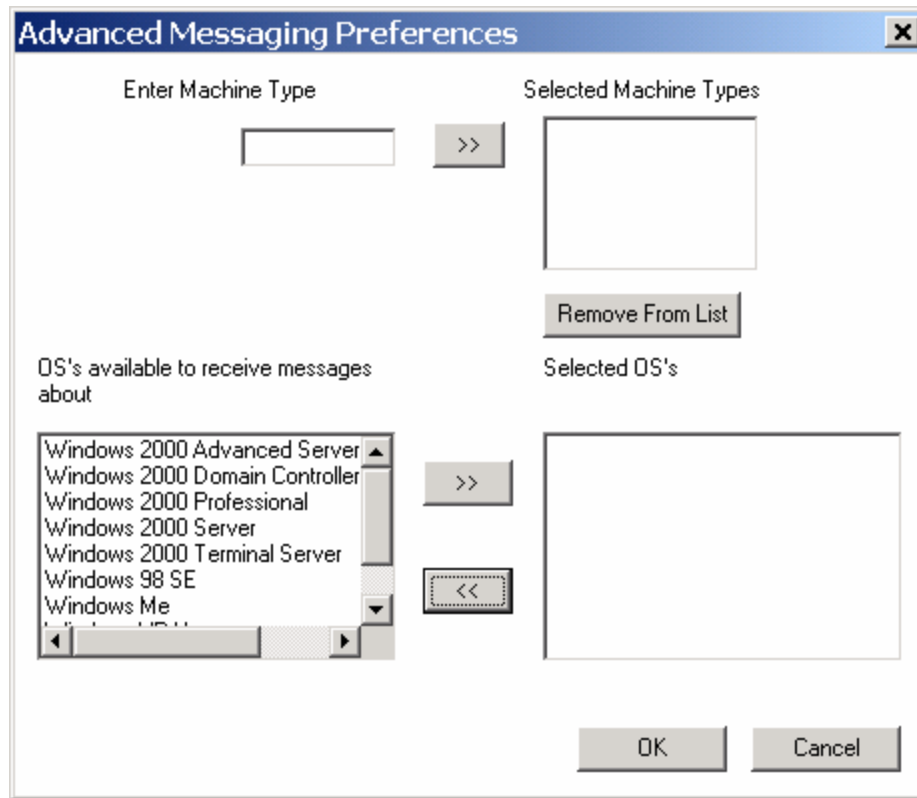 Advanced Messaging Preferences
Enter Machine Type
Selected Machine Types
>>
Remove From List
OS's available to receive messages
about
Selected OS's
Windows 2000 Advanced Server
Windows 2000 Domain Controller
Windows 2000 Professional
Windows 2000 Server
Windows 2000 Terminal Server
Windows 98 SE
Windows Me
>>
<<
OK
Cancel